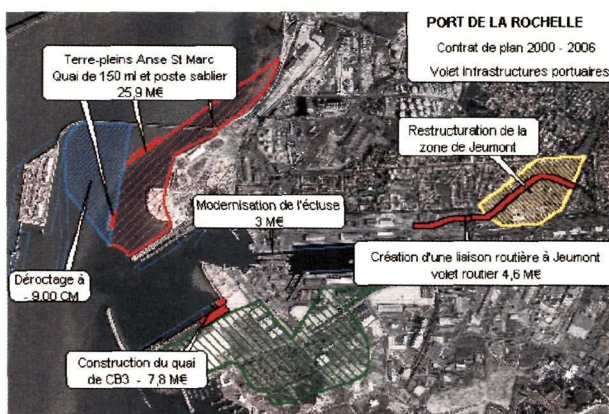 PORT DE LA ROCHELLE
Contrat de plan 2000 - 2006
Volet infrastructures portuaires
Terre-pleins Anse St Marc
Quai de 150 ml et poste sablier
25,9 M€
Restructuration de la
zone de Jeumont
Modernisation de l'écluse
3 M€
Création d'une liaison routière à Jeumont
volet routier 4,6 M€
Déroctage à
- 9,00 CM
Construction du quai
de CB3 - 7,8 M€